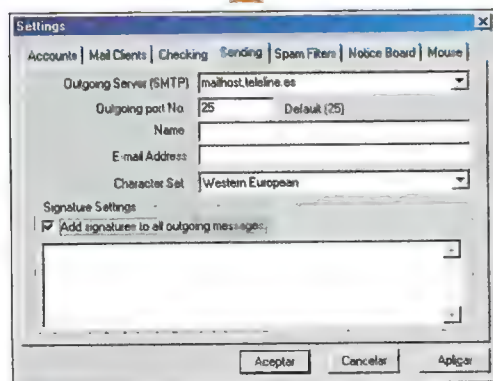 Settings
Accounts | Mail Clients | Checking | Sending | Spam Filters | Notice Board | Mouse
Outgoing Server (SMTP) mailhost.teleline.es
Outgoing port No. 25 Default (25)
Name
E-mail Address
Character Set Western European
Signature Settings
Add signatures to all outgoing messages.
Aceptar Cancelar Aplicar